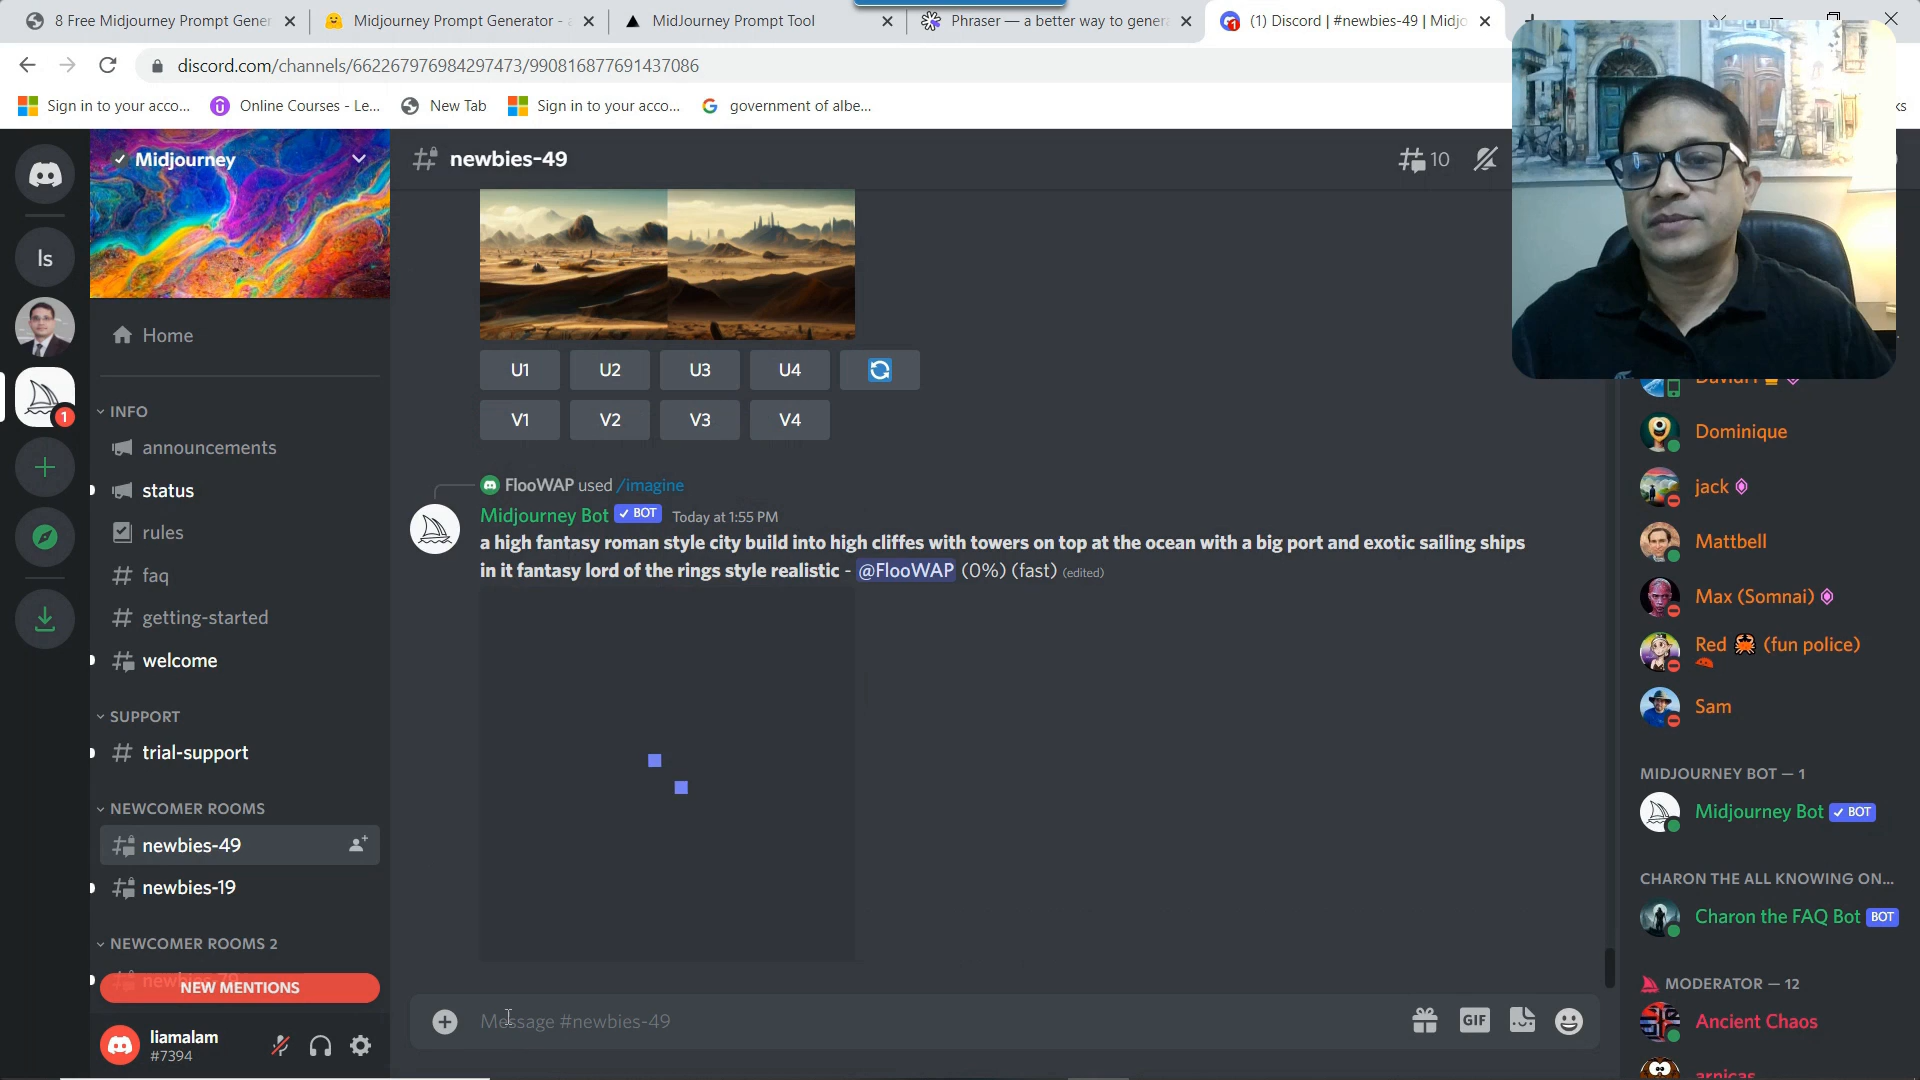 8 Free Midjourney Prompt Gener
Midjourney Prompt Generator - a
MidJourney Prompt Tool
Phraser — a better way to genera
(1) Discord | #newbies-49 | Midjo
discord.com/channels/662267976984297473/990816877691437086
Sign in to your acco...
Online Courses - Le...
New Tab
Sign in to your acco...
government of albe...
ks
Midjourney
newbies-49
10
ls
Home
1
INFO
announcements
status
rules
faq
getting-started
welcome
SUPPORT
trial-support
NEWCOMER ROOMS
newbies-49
newbies-19
NEWCOMER ROOMS 2
newbies-79
NEW MENTIONS
liamalam
#7394
U1 U2 U3 U4
V1 V2 V3 V4
FlooWAP used /imagine
Midjourney Bot BOT Today at 1:55 PM
a high fantasy roman style city build into high cliffes with towers on top at the ocean with a big port and exotic sailing ships
in it fantasy lord of the rings style realistic - @FlooWAP (0%) (fast) (edited)
Message #newbies-49
GIF
DavidH
Dominique
jack
Mattbell
Max (Somnai)
Red 🦀 (fun police)
Sam
MIDJOURNEY BOT — 1
Midjourney Bot BOT
CHARON THE ALL KNOWING ON...
Charon the FAQ Bot BOT
MODERATOR — 12
Ancient Chaos
arnicas